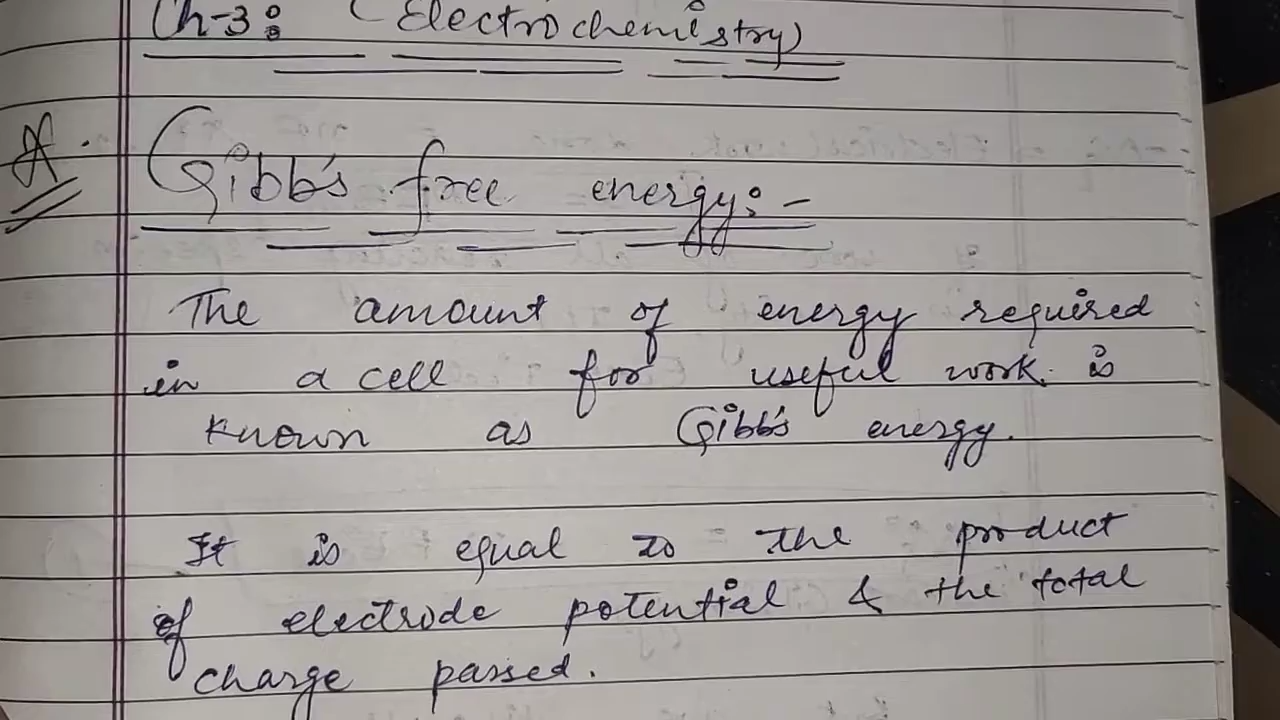 Ch-3: (Electrochemistry)
Gibb's free energy:-
The amount of energy required
in a cell for useful work is
known as Gibb's energy.
It is equal to the product
of electrode potential & the total
charge passed.